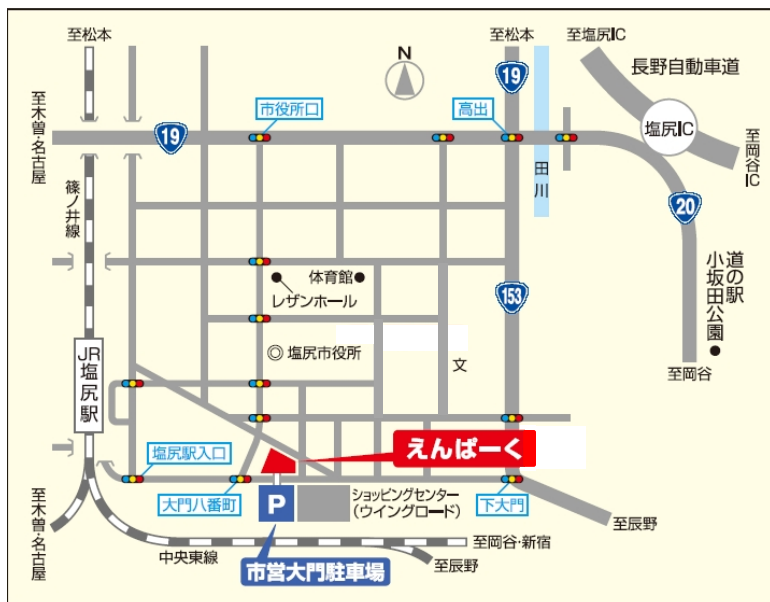 至松本
至松本
至塩尻IC
長野自動車道
N
19
市役所口
高出
塩尻IC
至木曽・名古屋
19
至岡谷IC
田川
20
篠ノ井線
体育館
レザンホール
153
道の駅
小坂田公園
塩尻市役所
文
至岡谷
JR塩尻駅
えんぱーく
塩尻駅入口
大門八番町
P
ショッピングセンター
(ウイングロード)
下大門
至木曽・名古屋
至辰野
中央東線
至岡谷・新宿
市営大門駐車場
至辰野